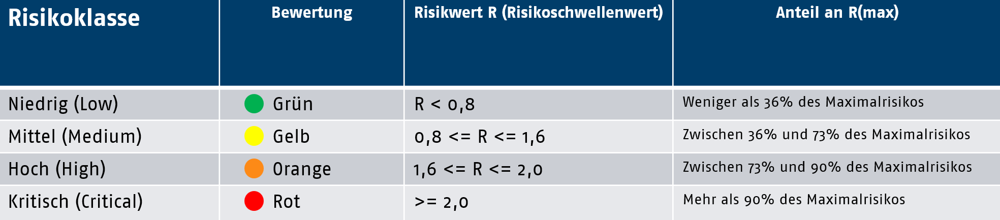 Risikoklasse Bewertung Risikwert R (Risikoschwellenwert) Anteil an R(max)
Niedrig (Low) Grün R < 0,8 Weniger als 36% des Maximalrisikos
Mittel (Medium) Gelb 0,8 <= R <= 1,6 Zwischen 36% und 73% des Maximalrisikos
Hoch (High) Orange 1,6 <= R <= 2,0 Zwischen 73% und 90% des Maximalrisikos
Kritisch (Critical) Rot >= 2,0 Mehr als 90% des Maximalrisikos